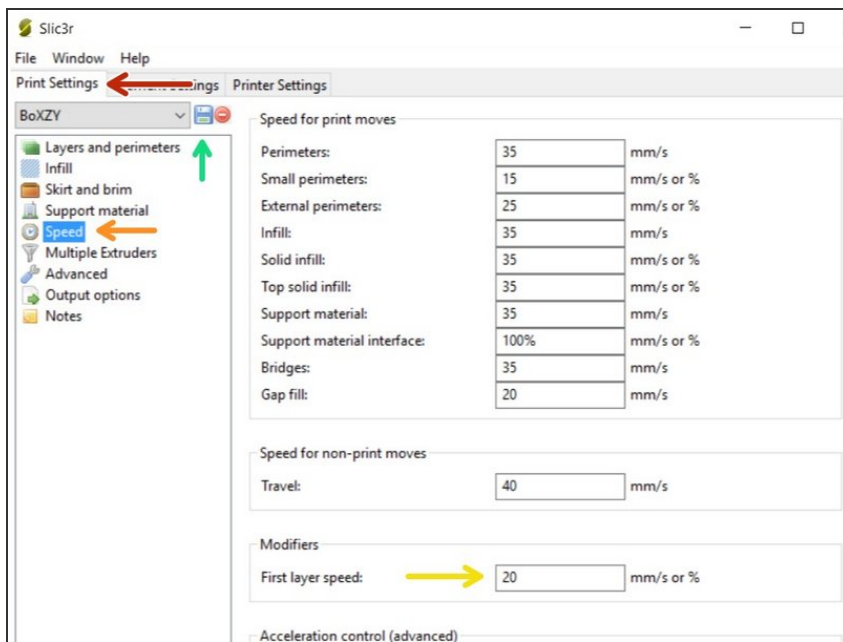 Slic3r
File Window Help
Print Settings Settings Printer Settings
BoXZY
Layers and perimeters
Infill
Skirt and brim
Support material
Speed
Multiple Extruders
Advanced
Output options
Notes
Speed for print moves
Perimeters: 35 mm/s
Small perimeters: 15 mm/s or %
External perimeters: 25 mm/s or %
Infill: 35 mm/s
Solid infill: 35 mm/s or %
Top solid infill: 35 mm/s or %
Support material: 35 mm/s
Support material interface: 100% mm/s or %
Bridges: 35 mm/s
Gap fill: 20 mm/s
Speed for non-print moves
Travel: 40 mm/s
Modifiers
First layer speed: 20 mm/s or %
Acceleration control (advanced)